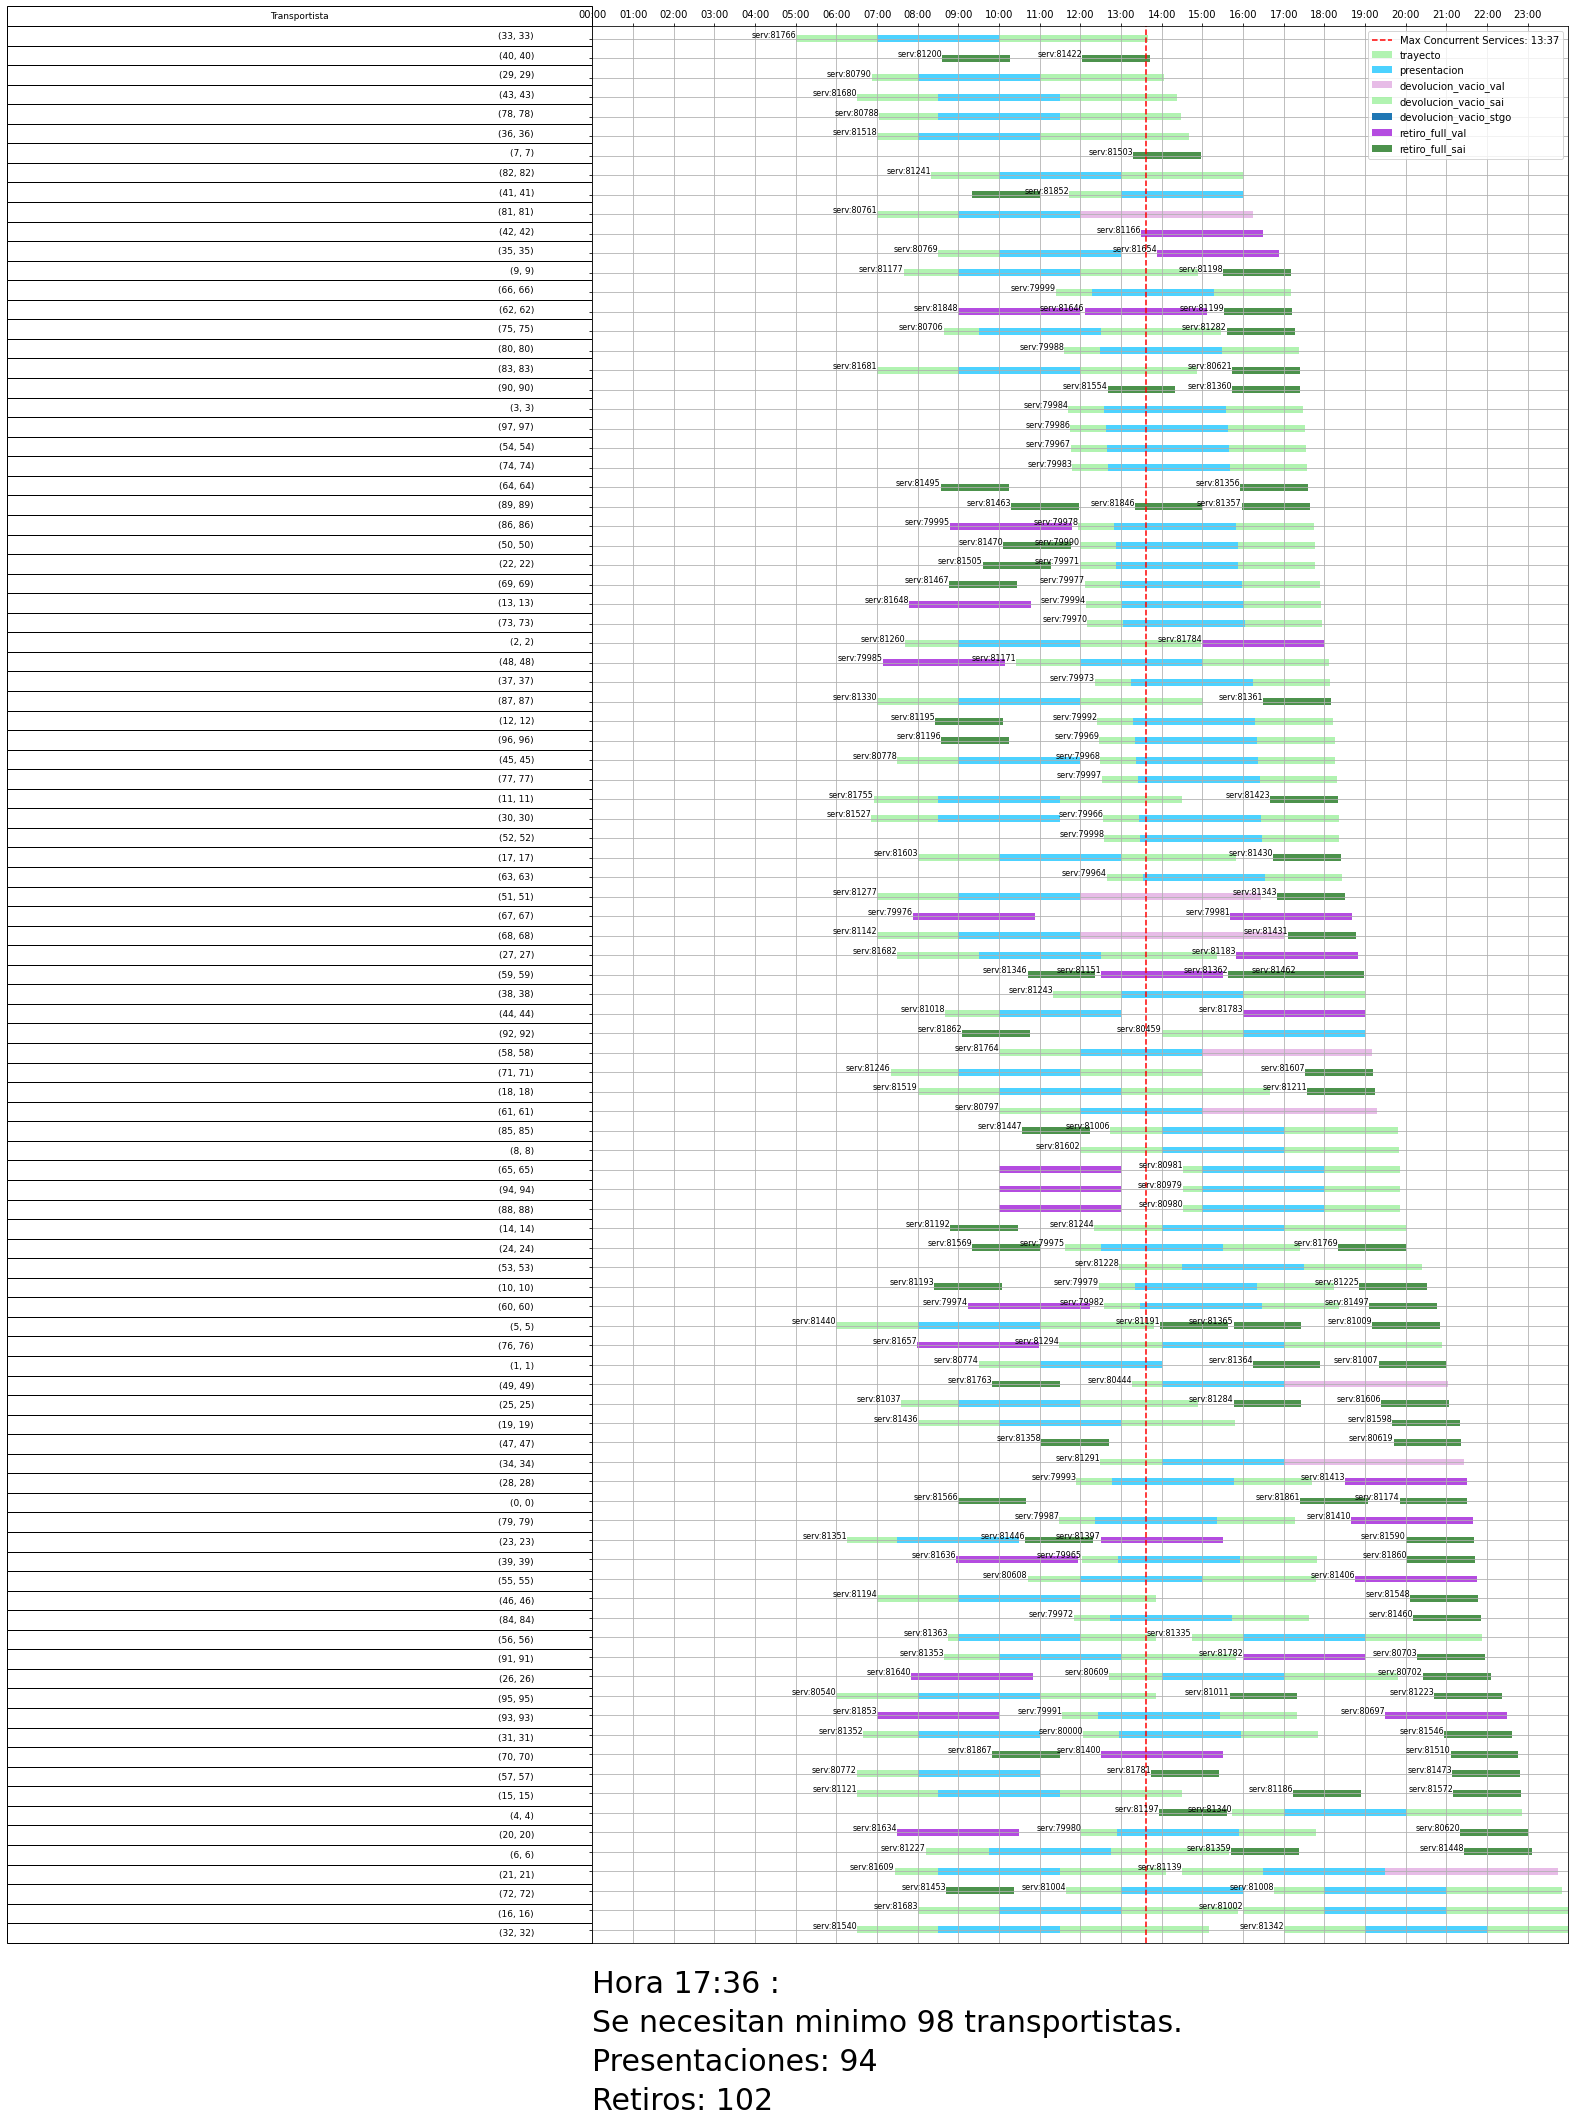 Transportista
00:00 01:00 02:00 03:00 04:00 05:00 06:00 07:00 08:00 09:00 10:00 11:00 12:00 13:00 14:00 15:00 16:00 17:00 18:00 19:00 20:00 21:00 22:00 23:00
Max Concurrent Services: 13:37
trayecto
presentacion
devolucion_vacio_val
devolucion_vacio_sai
devolucion_vacio_stgo
retiro_full_val
retiro_full_sai
(33, 33) serv:81766
(40, 40) serv:81200 serv:81422
(29, 29) serv:80790
(43, 43) serv:81680
(78, 78) serv:80788
(36, 36) serv:81518
(7, 7) serv:81503
(82, 82) serv:81241
(41, 41) serv:81852
(81, 81) serv:80761
(42, 42) serv:81166
(35, 35) serv:80769 serv:81654
(9, 9) serv:81177 serv:81198
(66, 66) serv:79999
(62, 62) serv:81848 serv:81646 serv:81199
(75, 75) serv:80706 serv:81282
(80, 80) serv:79988
(83, 83) serv:81681 serv:80621
(90, 90) serv:81554 serv:81360
(3, 3) serv:79984
(97, 97) serv:79986
(54, 54) serv:79967
(74, 74) serv:79983
(64, 64) serv:81495 serv:81356
(89, 89) serv:81463 serv:81846 serv:81357
(86, 86) serv:79995 serv:79978
(50, 50) serv:81470 serv:79990
(22, 22) serv:81505 serv:79971
(69, 69) serv:81467 serv:79977
(13, 13) serv:81648 serv:79994
(73, 73) serv:79970
(2, 2) serv:81260 serv:81784
(48, 48) serv:79985 serv:81171
(37, 37) serv:79973
(87, 87) serv:81330 serv:81361
(12, 12) serv:81195 serv:79992
(96, 96) serv:81196 serv:79969
(45, 45) serv:80778 serv:79968
(77, 77) serv:79997
(11, 11) serv:81755 serv:81423
(30, 30) serv:81527 serv:79966
(52, 52) serv:79998
(17, 17) serv:81603 serv:81430
(63, 63) serv:79964
(51, 51) serv:81277 serv:81343
(67, 67) serv:79976 serv:79981
(68, 68) serv:81142 serv:81431
(27, 27) serv:81682 serv:81183
(59, 59) serv:81346 serv:81151 serv:81362 serv:81462
(38, 38) serv:81243
(44, 44) serv:81018 serv:81783
(92, 92) serv:81862 serv:80459
(58, 58) serv:81764
(71, 71) serv:81246 serv:81607
(18, 18) serv:81519 serv:81211
(61, 61) serv:80797
(85, 85) serv:81447 serv:81006
(8, 8) serv:81602
(65, 65) serv:80981
(94, 94) serv:80979
(88, 88) serv:80980
(14, 14) serv:81192 serv:81244
(24, 24) serv:81569 serv:79975 serv:81769
(53, 53) serv:81228
(10, 10) serv:81193 serv:79979 serv:81225
(60, 60) serv:79974 serv:79982 serv:81497
(5, 5) serv:81440 serv:81191 serv:81365 serv:81009
(76, 76) serv:81657 serv:81294
(1, 1) serv:80774 serv:81364 serv:81007
(49, 49) serv:81763 serv:80444
(25, 25) serv:81037 serv:81284 serv:81606
(19, 19) serv:81436 serv:81598
(47, 47) serv:81358 serv:80619
(34, 34) serv:81291
(28, 28) serv:79993 serv:81413
(0, 0) serv:81566 serv:81861 serv:81174
(79, 79) serv:79987 serv:81410
(23, 23) serv:81351 serv:81446 serv:81397 serv:81590
(39, 39) serv:81636 serv:79965 serv:81860
(55, 55) serv:80608 serv:81406
(46, 46) serv:81194 serv:81548
(84, 84) serv:79972 serv:81460
(56, 56) serv:81363 serv:81335
(91, 91) serv:81353 serv:81782 serv:80703
(26, 26) serv:81640 serv:80609 serv:80702
(95, 95) serv:80540 serv:81011 serv:81223
(93, 93) serv:81853 serv:79991 serv:80697
(31, 31) serv:81352 serv:80000 serv:81546
(70, 70) serv:81867 serv:81400 serv:81510
(57, 57) serv:80772 serv:81781 serv:81473
(15, 15) serv:81121 serv:81186 serv:81572
(4, 4) serv:81197 serv:81340
(20, 20) serv:81634 serv:79980 serv:80620
(6, 6) serv:81227 serv:81359 serv:81448
(21, 21) serv:81609 serv:81139
(72, 72) serv:81453 serv:81004 serv:81008
(16, 16) serv:81683 serv:81002
(32, 32) serv:81540 serv:81342
Hora 17:36 :
Se necesitan minimo 98 transportistas.
Presentaciones: 94
Retiros: 102